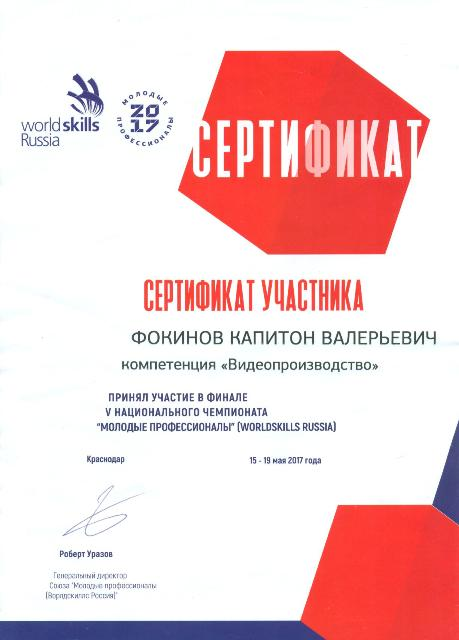 worldskills
Russia
МОЛОДЫЕ
2017
ПРОФЕССИОНАЛЫ
СЕРТИФИКАТ
СЕРТИФИКАТ УЧАСТНИКА
ФОКИНОВ КАПИТОН ВАЛЕРЬЕВИЧ
компетенция «Видеопроизводство»
ПРИНЯЛ УЧАСТИЕ В ФИНАЛЕ
V НАЦИОНАЛЬНОГО ЧЕМПИОНАТА
"МОЛОДЫЕ ПРОФЕССИОНАЛЫ" (WORLDSKILLS RUSSIA)
Краснодар 15 - 19 мая 2017 года
Роберт Уразов
Генеральный директор
Союза "Молодые профессионалы
(Ворлдскиллс Россия)"